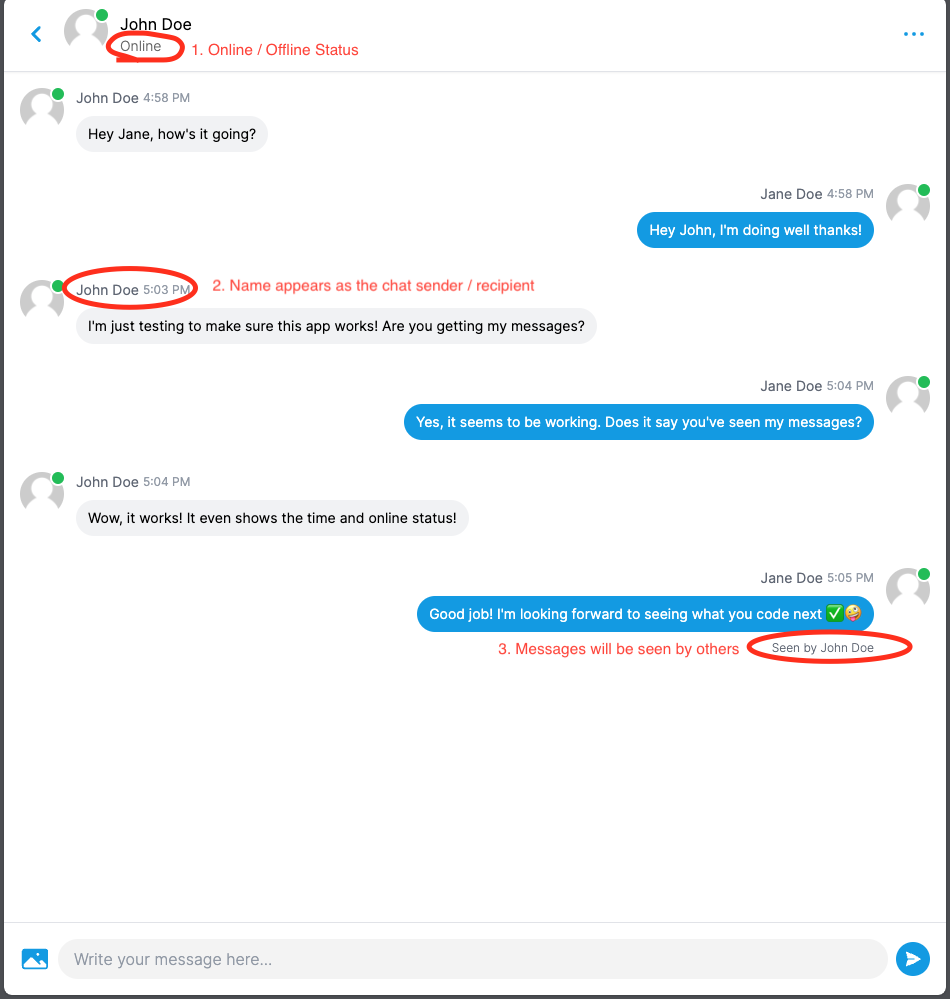 John Doe
Online 1. Online / Offline Status
John Doe 4:58 PM
Hey Jane, how's it going?
Jane Doe 4:58 PM
Hey John, I'm doing well thanks!
John Doe 5:03 PM 2. Name appears as the chat sender / recipient
I'm just testing to make sure this app works! Are you getting my messages?
Jane Doe 5:04 PM
Yes, it seems to be working. Does it say you've seen my messages?
John Doe 5:04 PM
Wow, it works! It even shows the time and online status!
Jane Doe 5:05 PM
Good job! I'm looking forward to seeing what you code next ✅🤪
3. Messages will be seen by others Seen by John Doe
Write your message here...